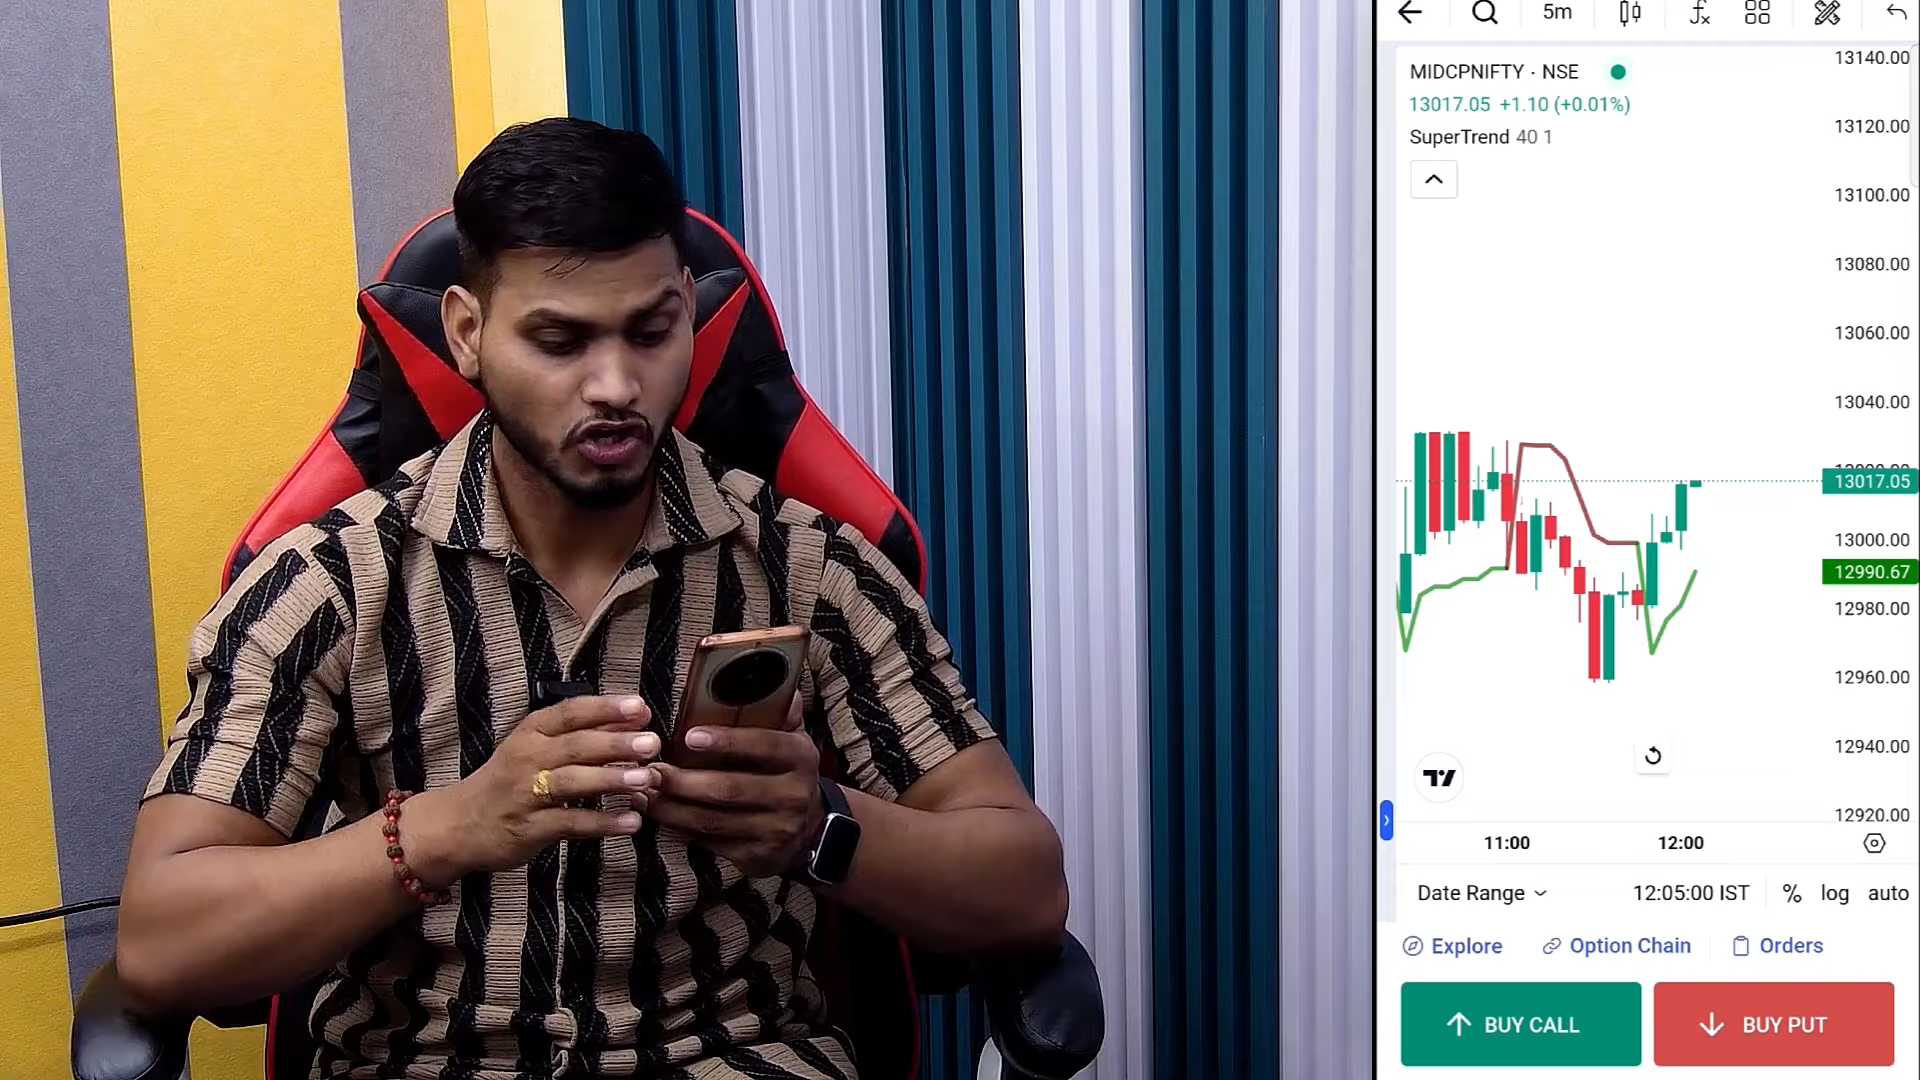 5m
fx
MIDCPNIFTY · NSE
13017.05 +1.10 (+0.01%)
SuperTrend 40 1
13140.00
13120.00
13100.00
13080.00
13060.00
13040.00
13017.05
13000.00
12990.67
12980.00
12960.00
12940.00
12920.00
11:00 12:00
Date Range 12:05:00 IST % log auto
Explore Option Chain Orders
BUY CALL BUY PUT